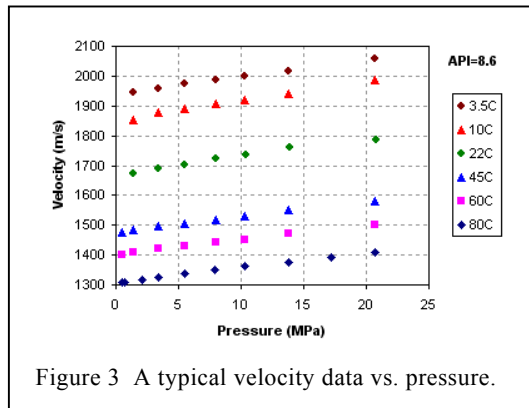 2100
2000
1900
1800
1700
1600
1500
1400
1300
Velocity (m/s)
0 5 10 15 20 25
Pressure (MPa)
API=8.6
3.5C
10C
22C
45C
60C
80C
Figure 3 A typical velocity data vs. pressure.